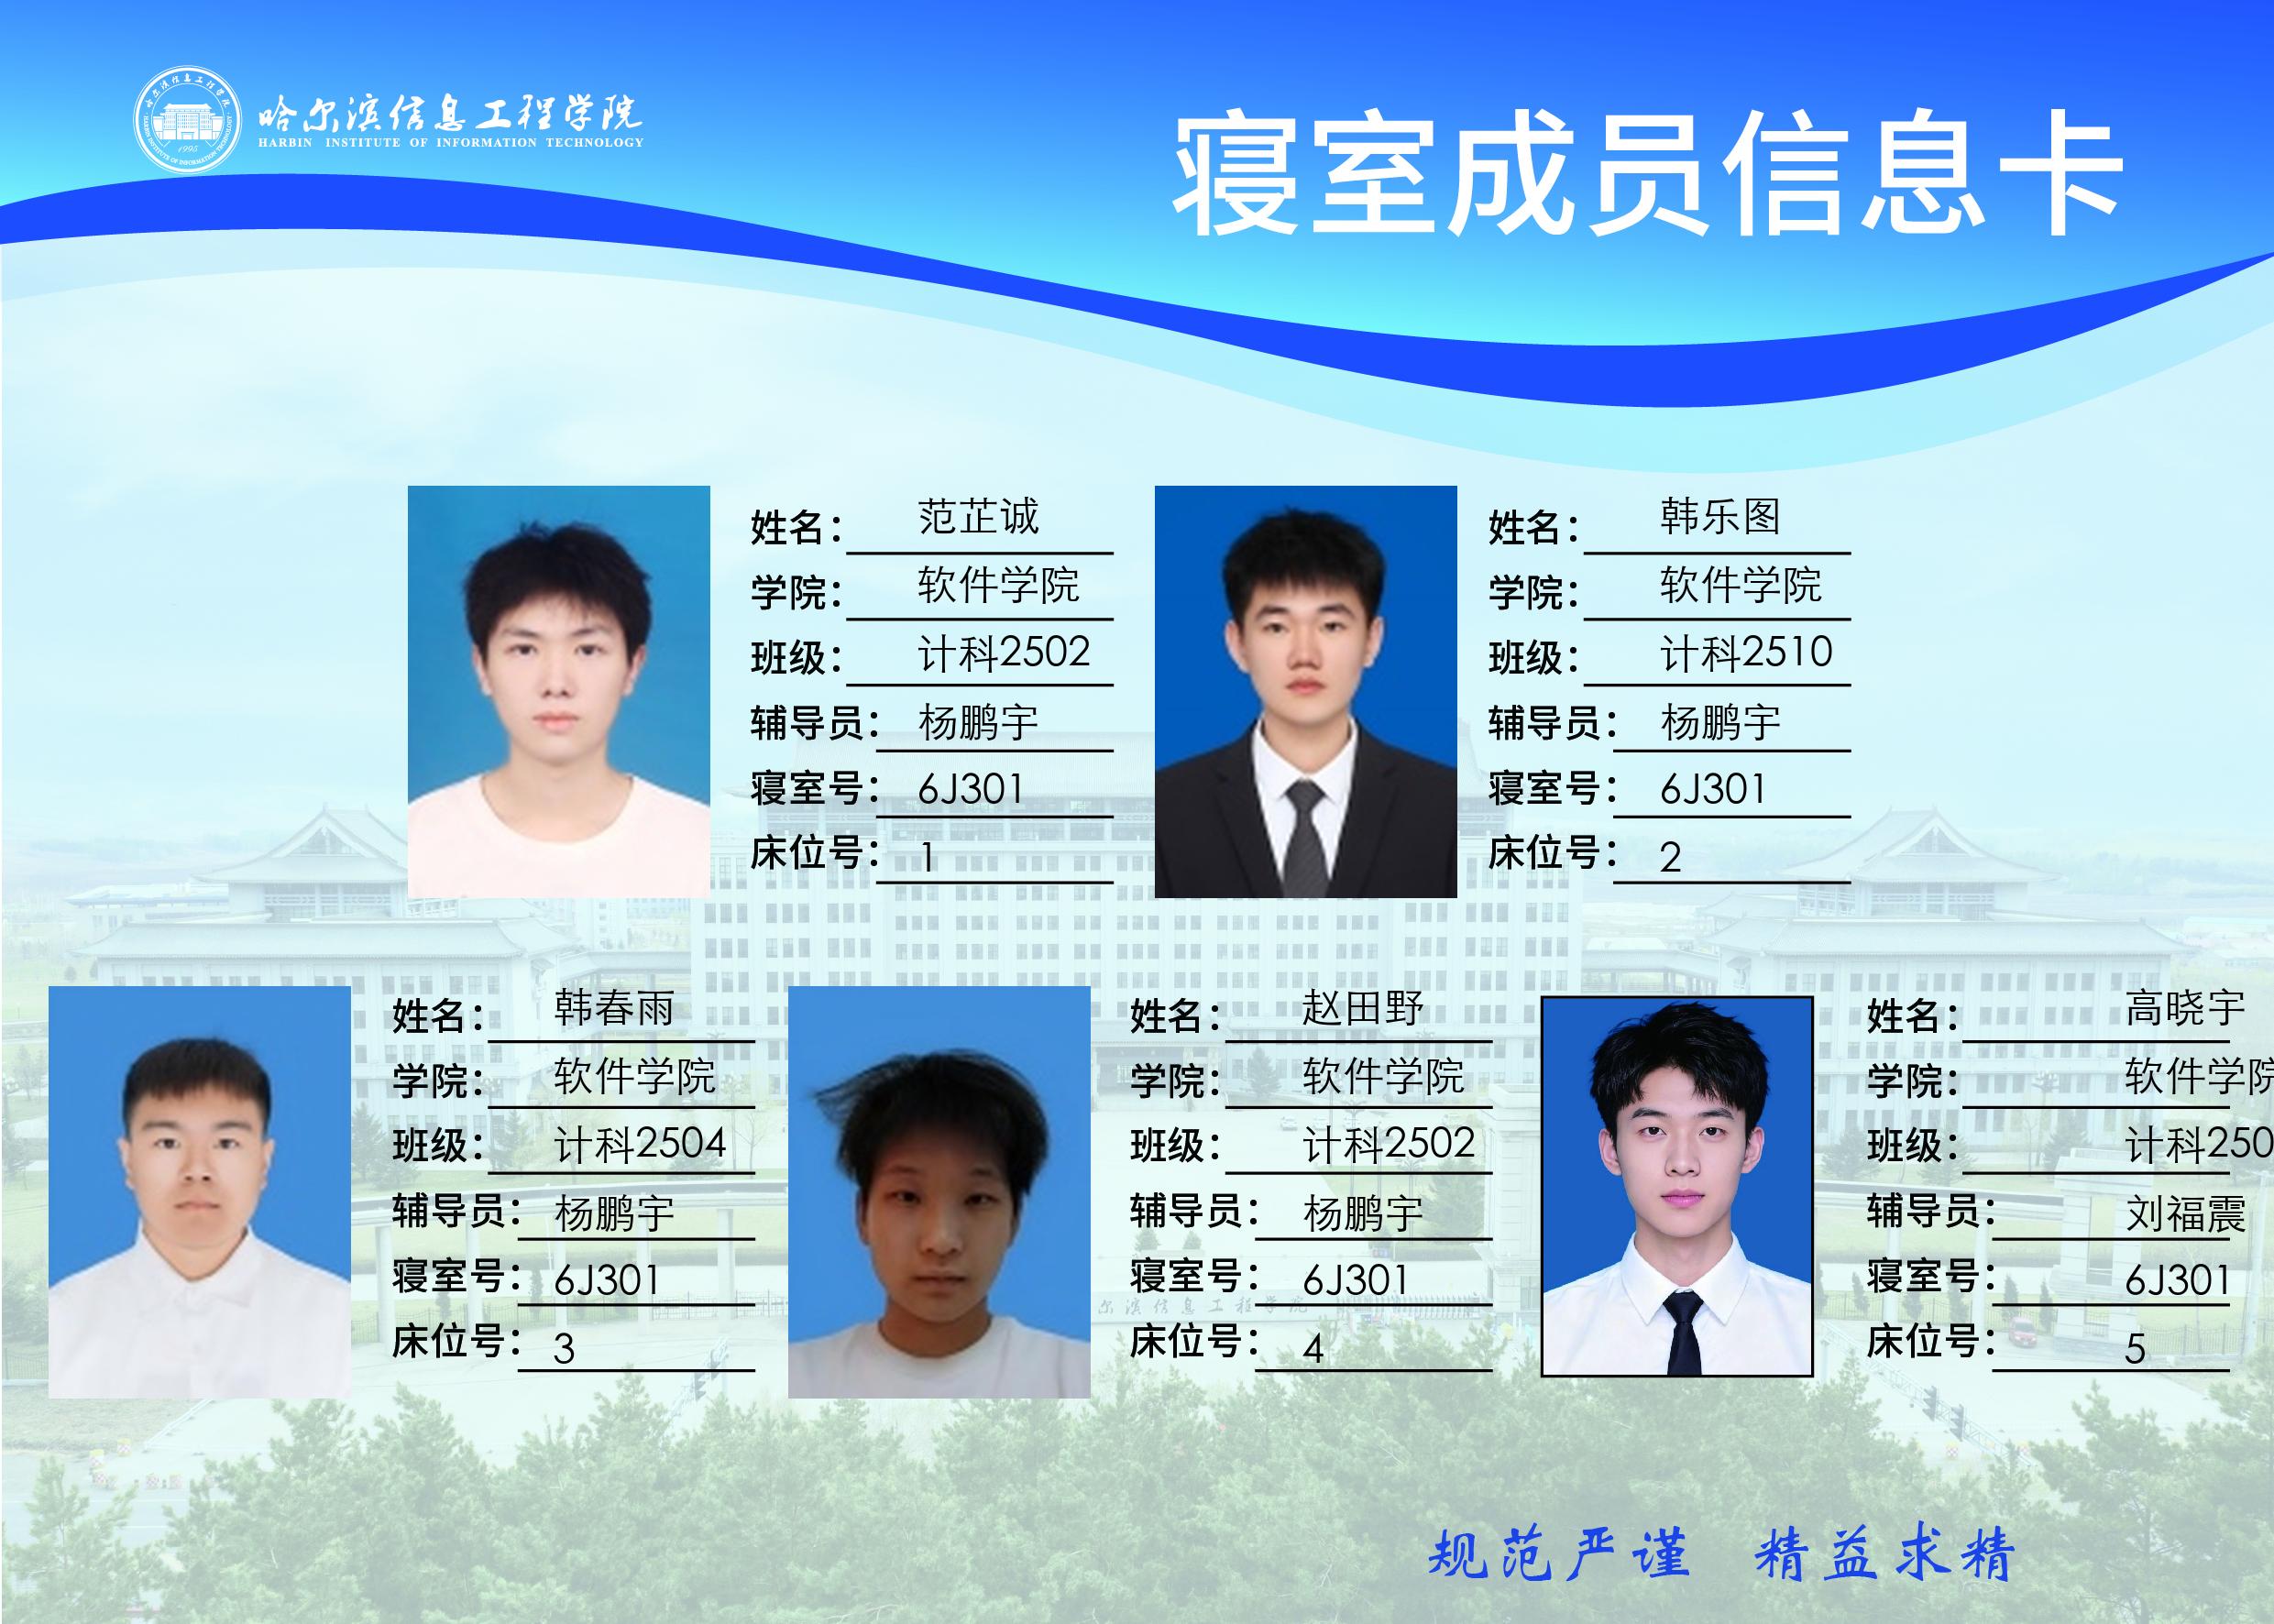 哈尔滨信息工程学院
HARBIN INSTITUTE OF INFORMATION TECHNOLOGY
1995
寝室成员信息卡
姓名： 范芷诚
学院： 软件学院
班级： 计科2502
辅导员： 杨鹏宇
寝室号： 6J301
床位号： 1
姓名： 韩乐图
学院： 软件学院
班级： 计科2510
辅导员： 杨鹏宇
寝室号： 6J301
床位号： 2
姓名： 韩春雨
学院： 软件学院
班级： 计科2504
辅导员： 杨鹏宇
寝室号： 6J301
床位号： 3
姓名： 赵田野
学院： 软件学院
班级： 计科2502
辅导员： 杨鹏宇
寝室号： 6J301
床位号： 4
姓名： 高晓宇
学院： 软件学院
班级： 计科250
辅导员： 刘福震
寝室号： 6J301
床位号： 5
尔滨信息工程学院
规范严谨 精益求精